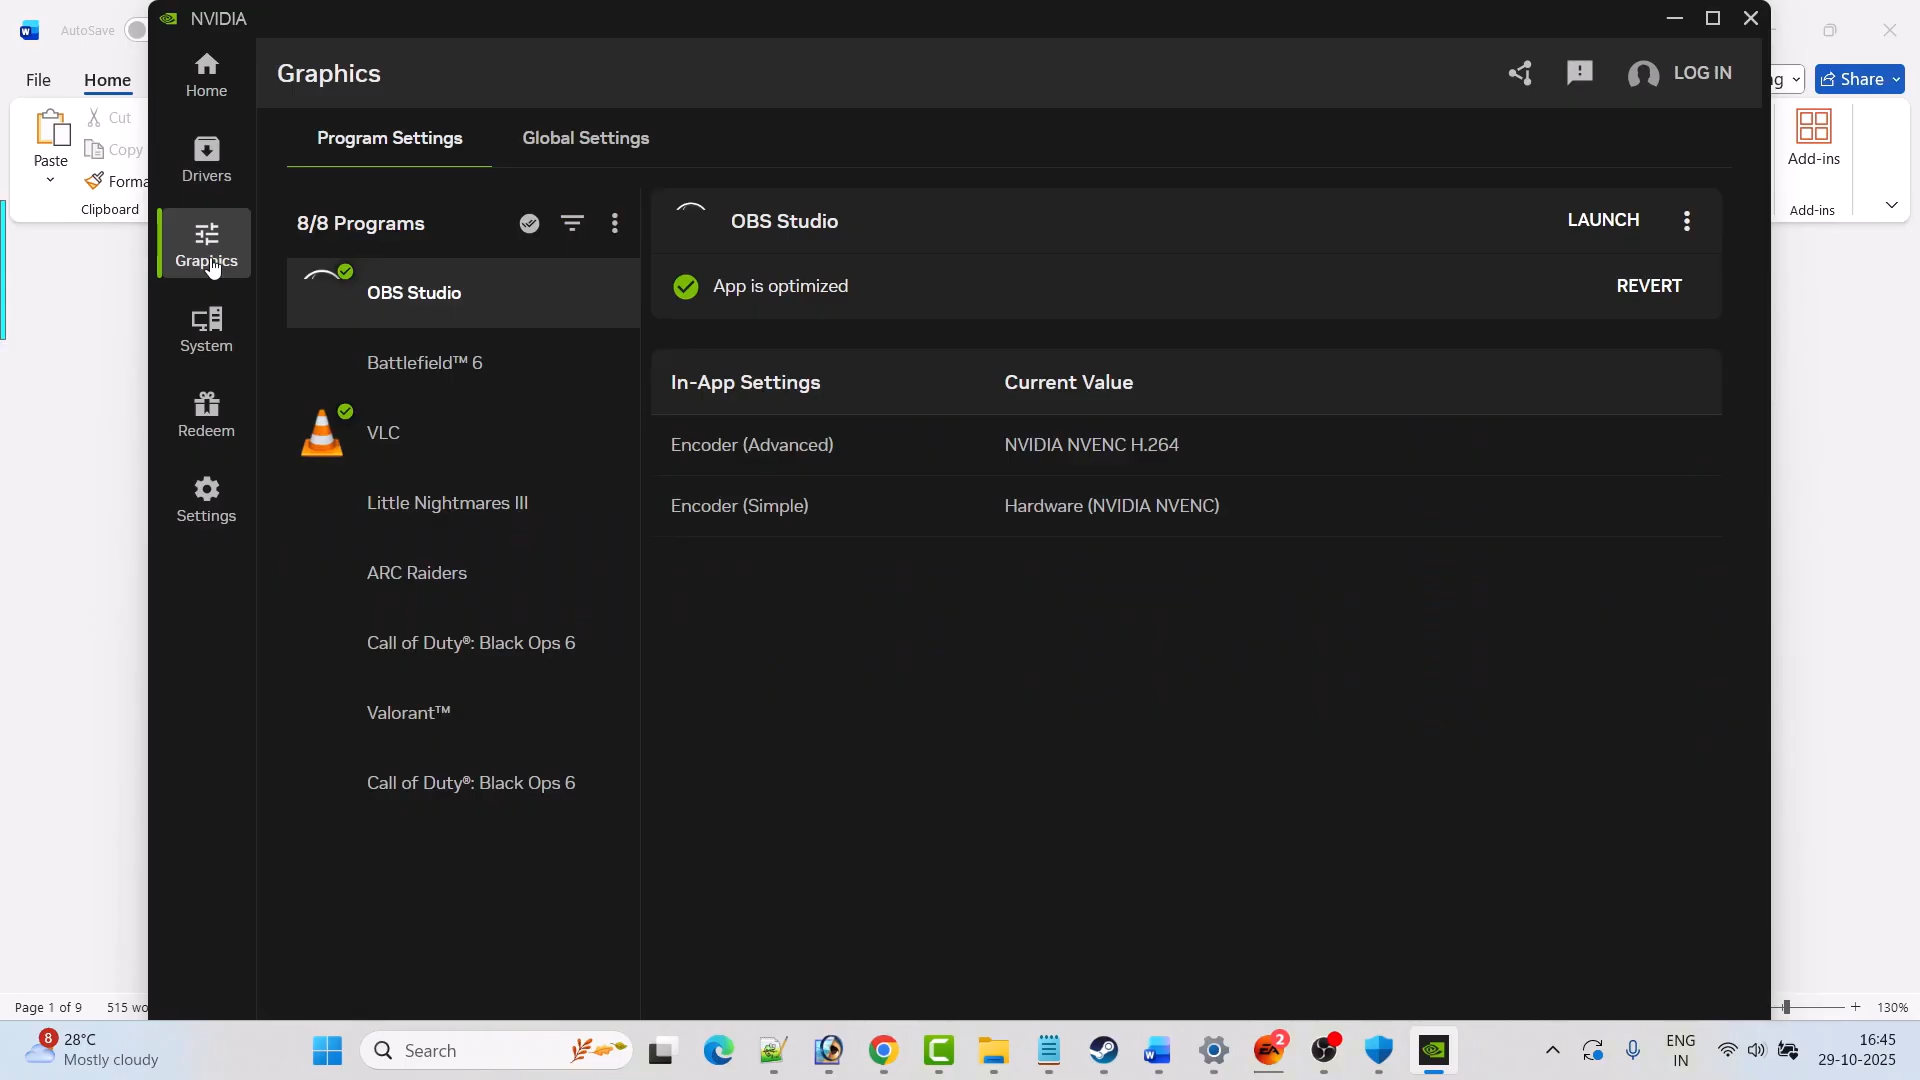 NVIDIA
AutoSave
File
Home
Cut
Copy
Forma
Paste
Clipboard
Home
Drivers
Graphics
System
Redeem
Settings
Graphics
LOG IN
Program Settings
Global Settings
8/8 Programs
OBS Studio
Battlefield™ 6
VLC
Little Nightmares III
ARC Raiders
Call of Duty®: Black Ops 6
Valorant™
Call of Duty®: Black Ops 6
OBS Studio
LAUNCH
App is optimized
REVERT
In-App Settings
Current Value
Encoder (Advanced)
NVIDIA NVENC H.264
Encoder (Simple)
Hardware (NVIDIA NVENC)
ng
Share
Add-ins
Add-ins
Page 1 of 9
515 wo
130%
8
28°C
Mostly cloudy
Search
EA
2
ENG
IN
16:45
29-10-2025